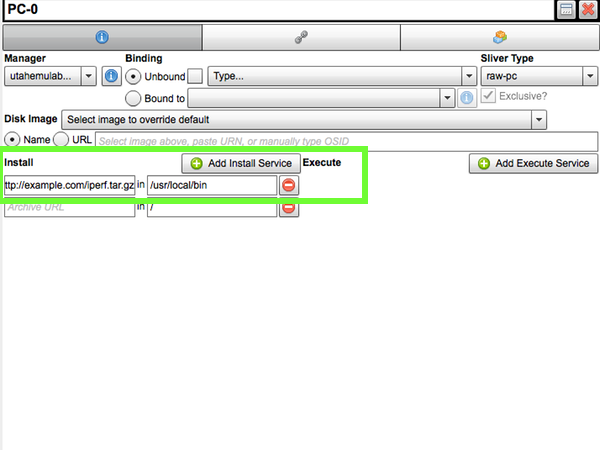 PC-0
Manager Binding Sliver Type
utahemulab... Unbound Type... raw-pc
Bound to Exclusive?
Disk Image Select image to override default
Name URL Select image above, paste URN, or manually type OSID
Install Add Install Service Execute Add Execute Service
ttp://example.com/iperf.tar.gz in /usr/local/bin
Archive URL in /